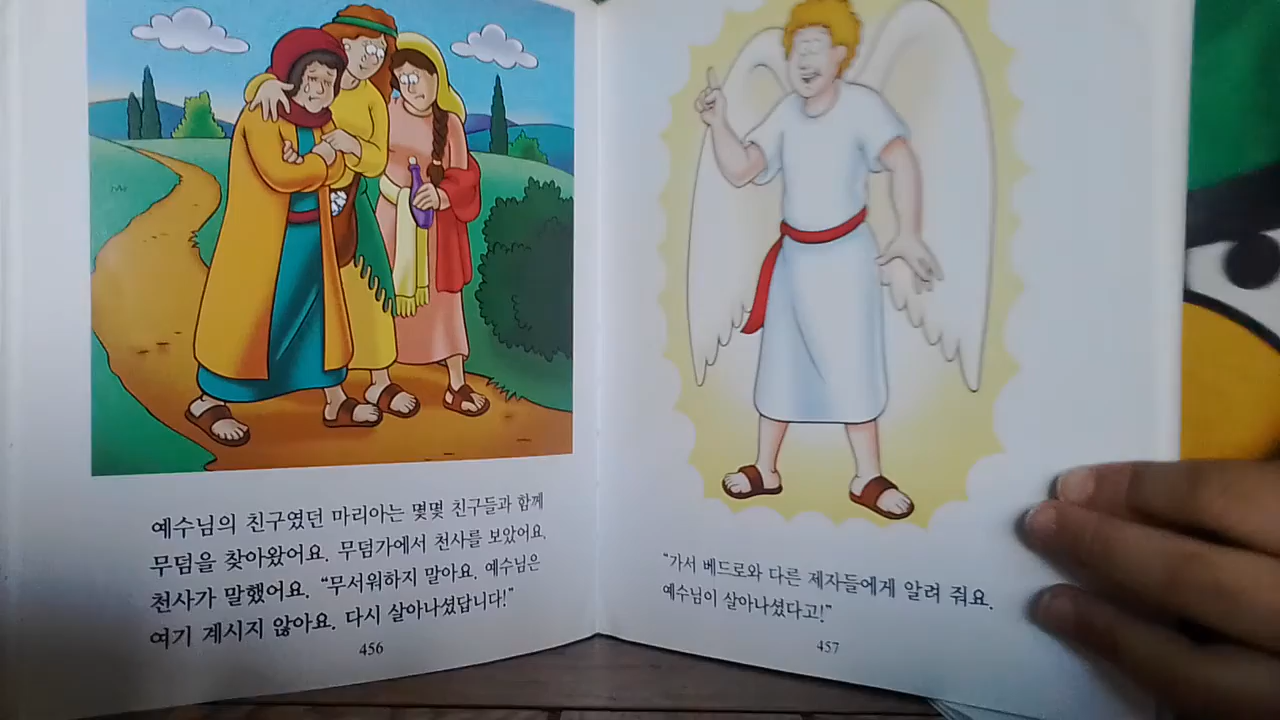 예수님의 친구였던 마리아는 몇몇 친구들과 함께
무덤을 찾아왔어요. 무덤가에서 천사를 보았어요.
천사가 말했어요. “무서워하지 말아요. 예수님은
여기 계시지 않아요. 다시 살아나셨답니다!”
456
“가서 베드로와 다른 제자들에게 알려 줘요.
예수님이 살아나셨다고!”
457